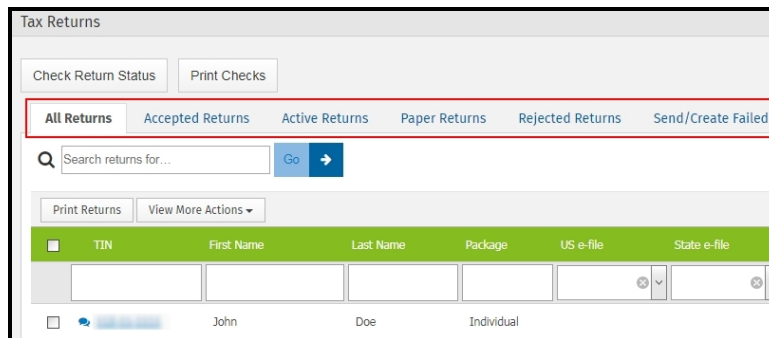 Tax Returns
Check Return Status Print Checks
All Returns Accepted Returns Active Returns Paper Returns Rejected Returns Send/Create Failed
Search returns for... Go
Print Returns View More Actions
TIN First Name Last Name Package US e-file State e-file
John Doe Individual